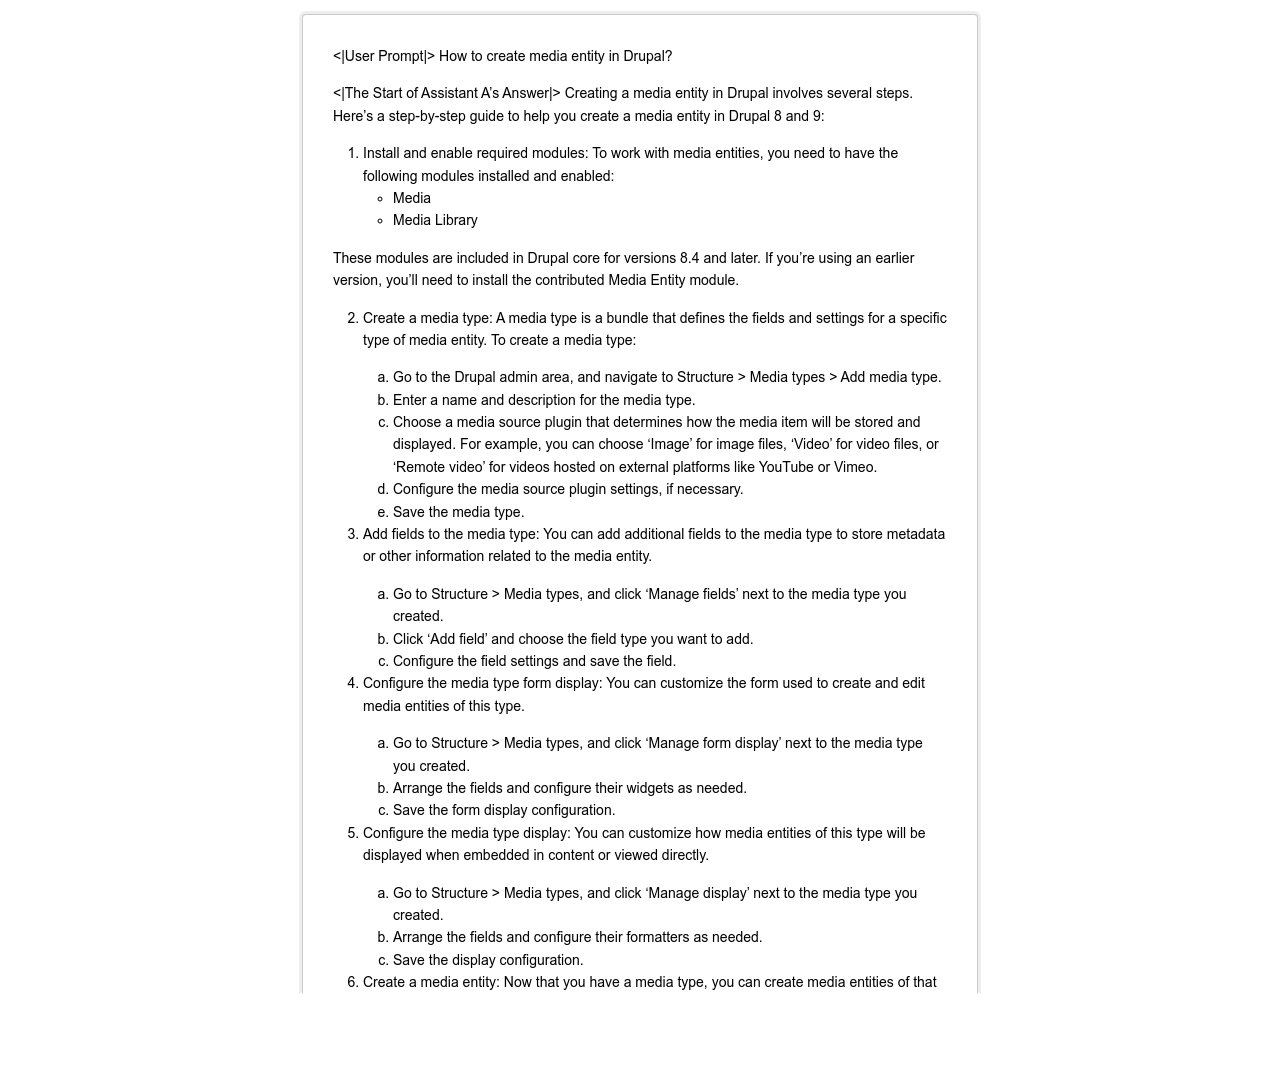 <|User Prompt|> How to create media entity in Drupal?
<|The Start of Assistant A’s Answer|> Creating a media entity in Drupal involves several steps.
Here’s a step-by-step guide to help you create a media entity in Drupal 8 and 9:
1. Install and enable required modules: To work with media entities, you need to have the
following modules installed and enabled:
◦ Media
◦ Media Library
These modules are included in Drupal core for versions 8.4 and later. If you’re using an earlier
version, you’ll need to install the contributed Media Entity module.
2. Create a media type: A media type is a bundle that defines the fields and settings for a specific
type of media entity. To create a media type:
a. Go to the Drupal admin area, and navigate to Structure > Media types > Add media type.
b. Enter a name and description for the media type.
c. Choose a media source plugin that determines how the media item will be stored and
displayed. For example, you can choose ‘Image’ for image files, ‘Video’ for video files, or
‘Remote video’ for videos hosted on external platforms like YouTube or Vimeo.
d. Configure the media source plugin settings, if necessary.
e. Save the media type.
3. Add fields to the media type: You can add additional fields to the media type to store metadata
or other information related to the media entity.
a. Go to Structure > Media types, and click ‘Manage fields’ next to the media type you
created.
b. Click ‘Add field’ and choose the field type you want to add.
c. Configure the field settings and save the field.
4. Configure the media type form display: You can customize the form used to create and edit
media entities of this type.
a. Go to Structure > Media types, and click ‘Manage form display’ next to the media type
you created.
b. Arrange the fields and configure their widgets as needed.
c. Save the form display configuration.
5. Configure the media type display: You can customize how media entities of this type will be
displayed when embedded in content or viewed directly.
a. Go to Structure > Media types, and click ‘Manage display’ next to the media type you
created.
b. Arrange the fields and configure their formatters as needed.
c. Save the display configuration.
6. Create a media entity: Now that you have a media type, you can create media entities of that